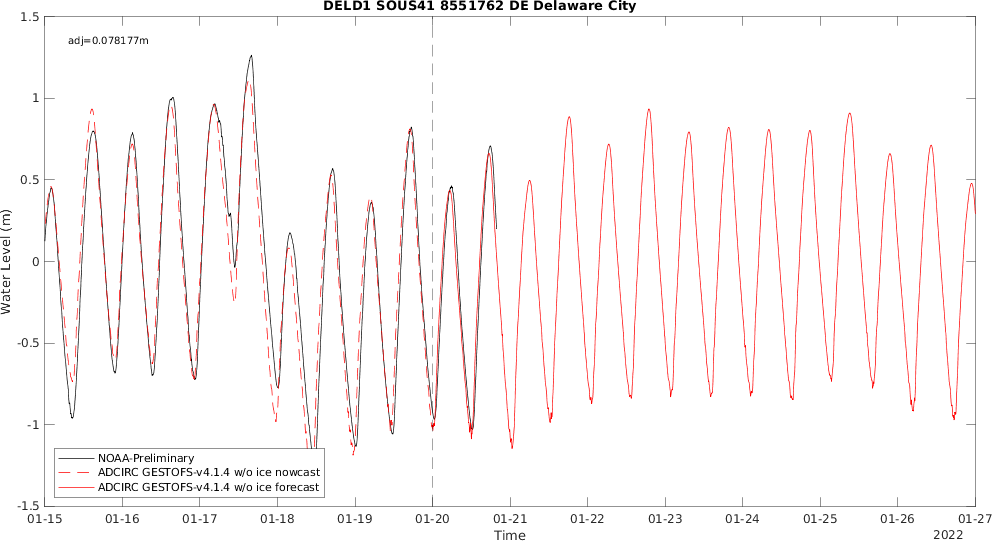 DELD1 SOUS41 8551762 DE Delaware City
adj=0.078177m
1.5
1
0.5
0
-0.5
-1
-1.5
Water Level (m)
NOAA-Preliminary
ADCIRC GESTOFS-v4.1.4 w/o ice nowcast
ADCIRC GESTOFS-v4.1.4 w/o ice forecast
01-15 01-16 01-17 01-18 01-19 01-20 01-21 01-22 01-23 01-24 01-25 01-26 01-27
Time
2022